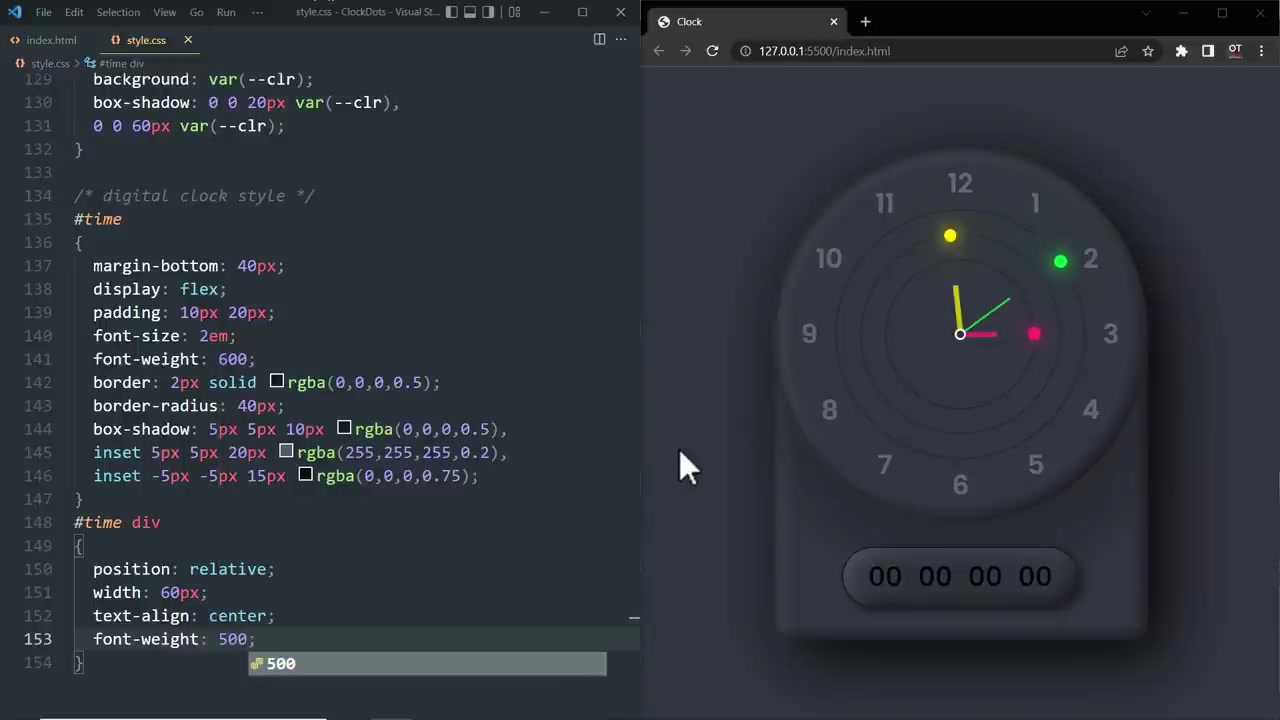 File Edit Selection View Go Run ··· style.css - ClockDots - Visual St...
index.html style.css
style.css > #time div
129 background: var(--clr);
130 box-shadow: 0 0 20px var(--clr),
131 0 0 60px var(--clr);
132 }
133
134 /* digital clock style */
135 #time
136 {
137 margin-bottom: 40px;
138 display: flex;
139 padding: 10px 20px;
140 font-size: 2em;
141 font-weight: 600;
142 border: 2px solid rgba(0,0,0,0.5);
143 border-radius: 40px;
144 box-shadow: 5px 5px 10px rgba(0,0,0,0.5),
145 inset 5px 5px 20px rgba(255,255,255,0.2),
146 inset -5px -5px 15px rgba(0,0,0,0.75);
147 }
148 #time div
149 {
150 position: relative;
151 width: 60px;
152 text-align: center;
153 font-weight: 500;
154 }
500
Clock
127.0.0.1:5500/index.html
OT
12
11 1
10 2
9 3
8 4
7 5
6
00 00 00 00